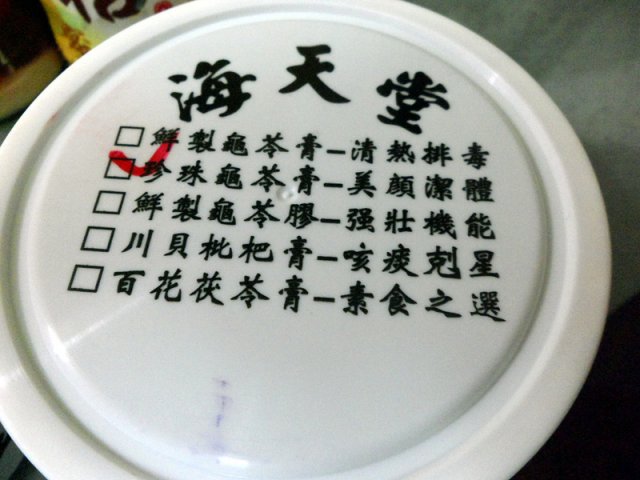 海天堂
□鮮製龜苓膏–清熱排毒
□珍珠龜苓膏–美顏潔體
□鮮製龜苓膠–强壯機能
□川貝枇杷膏–咳痰剋星
□百花茯苓膏–素食之選